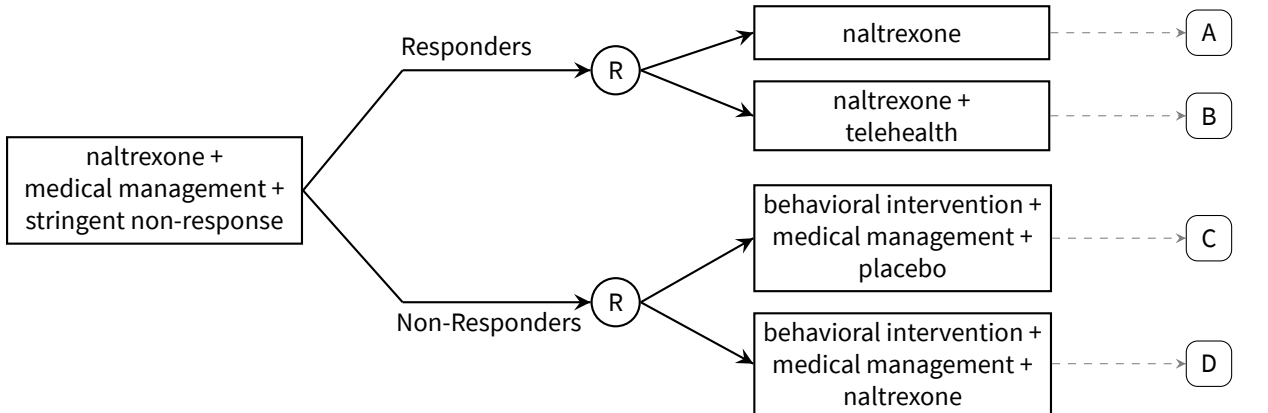 Responders
R
naltrexone
A
naltrexone +
telehealth
B
naltrexone +
medical management +
stringent non-response
behavioral intervention +
medical management +
placebo
C
Non-Responders
R
behavioral intervention +
medical management +
naltrexone
D